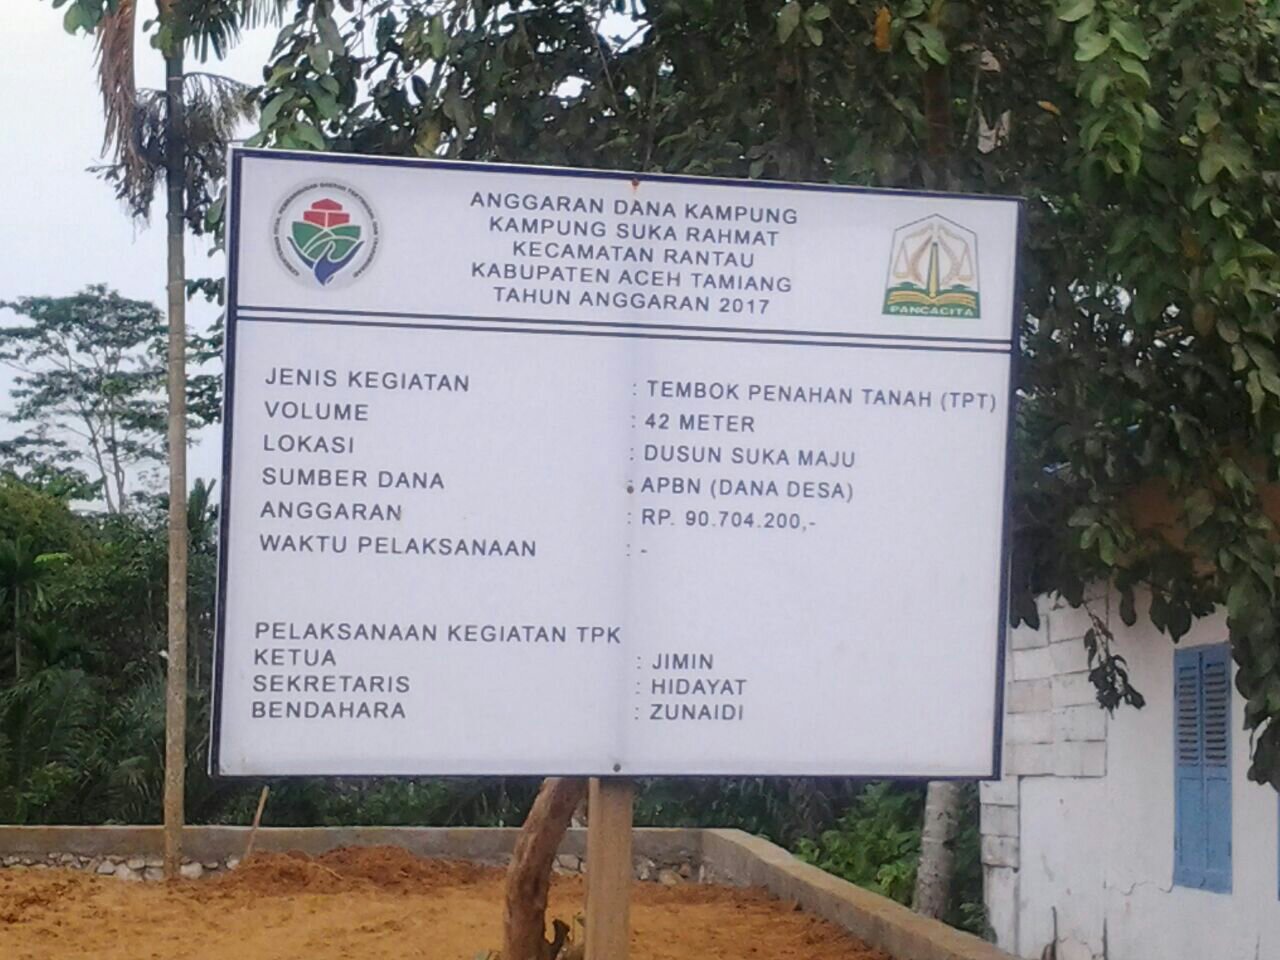 ANGGARAN DANA KAMPUNG
KAMPUNG SUKA RAHMAT
KECAMATAN RANTAU
KABUPATEN ACEH TAMIANG
TAHUN ANGGARAN 2017
PANCACITA
JENIS KEGIATAN : TEMBOK PENAHAN TANAH (TPT)
VOLUME : 42 METER
LOKASI : DUSUN SUKA MAJU
SUMBER DANA : APBN (DANA DESA)
ANGGARAN : RP. 90.704.200,-
WAKTU PELAKSANAAN : -
PELAKSANAAN KEGIATAN TPK
KETUA : JIMIN
SEKRETARIS : HIDAYAT
BENDAHARA : ZUNAIDI